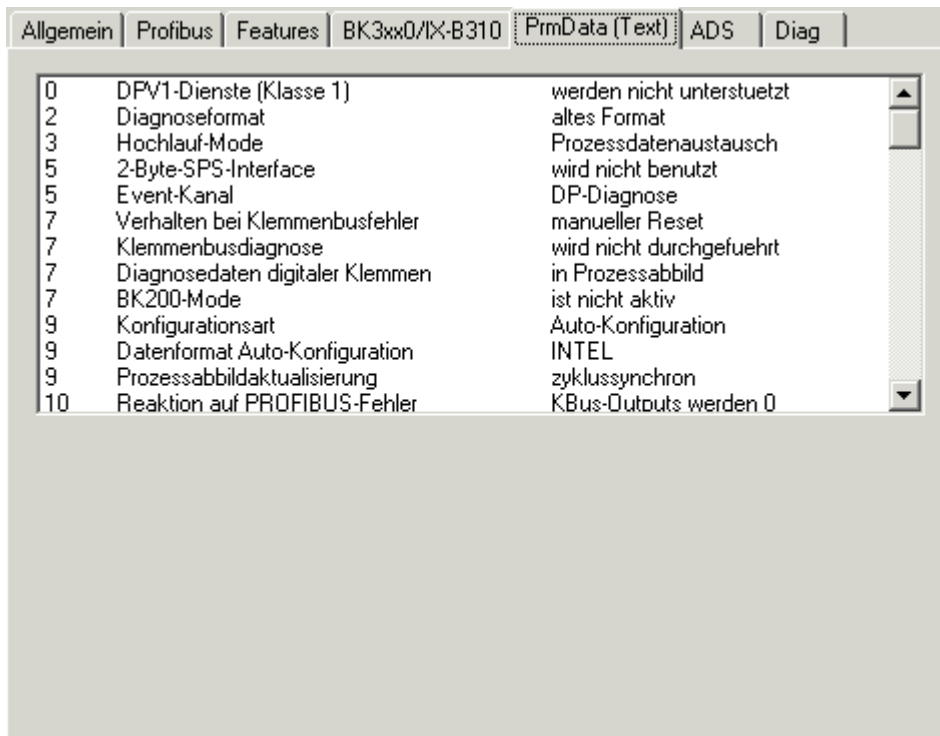 Allgemein Profibus Features BK3xx0/IX-B310 PrmData (Text) ADS Diag
0 DPV1-Dienste (Klasse 1) werden nicht unterstuetzt
2 Diagnoseformat altes Format
3 Hochlauf-Mode Prozessdatenaustausch
5 2-Byte-SPS-Interface wird nicht benutzt
5 Event-Kanal DP-Diagnose
7 Verhalten bei Klemmenbusfehler manueller Reset
7 Klemmenbusdiagnose wird nicht durchgefuehrt
7 Diagnosedaten digitaler Klemmen in Prozessabbild
7 BK200-Mode ist nicht aktiv
9 Konfigurationsart Auto-Konfiguration
9 Datenformat Auto-Konfiguration INTEL
9 Prozessabbildaktualisierung zyklussynchron
10 Reaktion auf PROFIBUS-Fehler KBus-Outputs werden 0